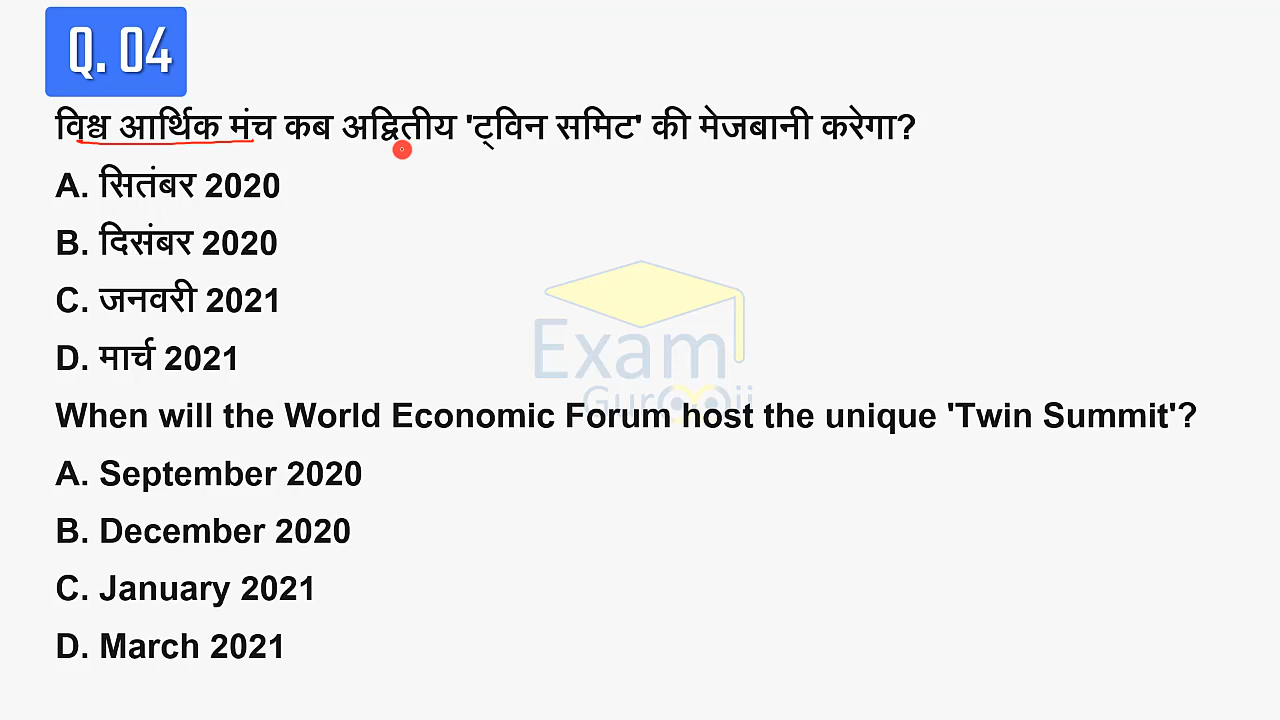 Q. 04
विश्व आर्थिक मंच कब अद्वितीय 'ट्विन समिट' की मेजबानी करेगा?
A. सितंबर 2020
B. दिसंबर 2020
C. जनवरी 2021
D. मार्च 2021
Exam
Gurooji
When will the World Economic Forum host the unique 'Twin Summit'?
A. September 2020
B. December 2020
C. January 2021
D. March 2021